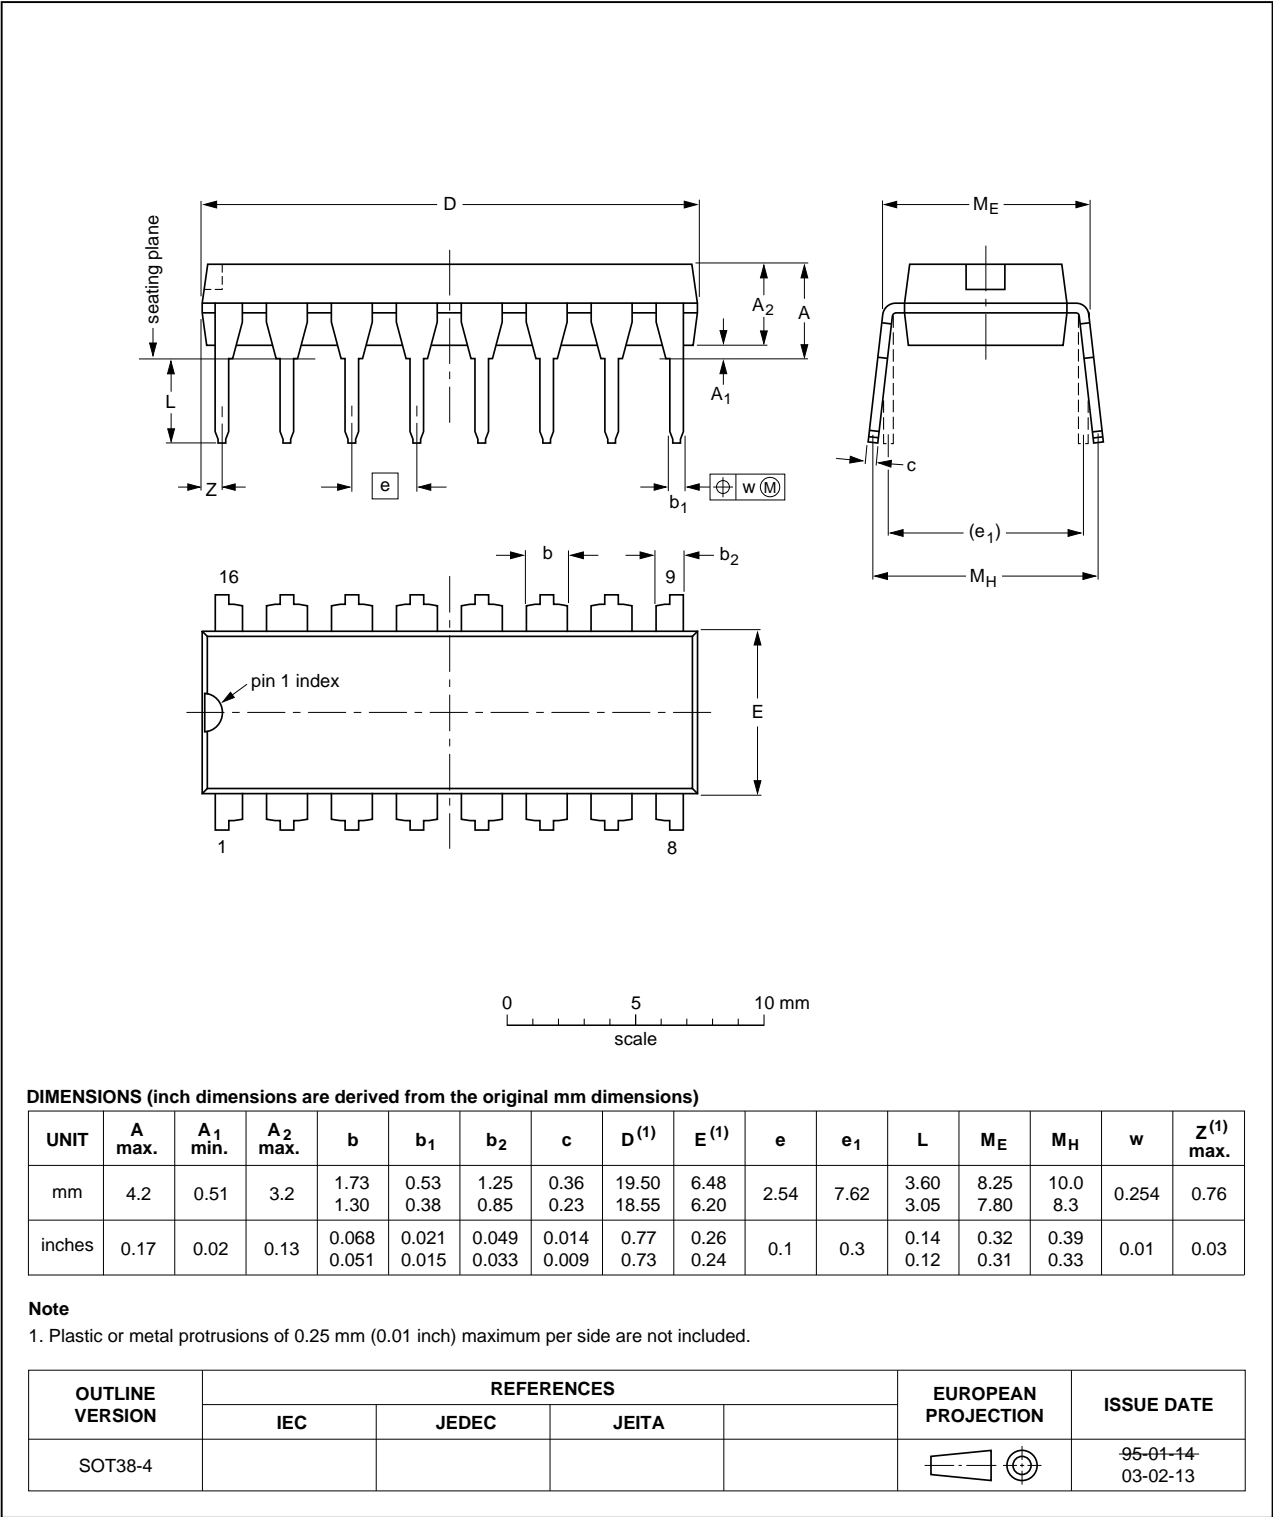 D
M_E
seating plane
A_2
A
A_1
L
Z
e
b_1
w M
c
(e_1)
M_H
b
b_2
16
9
pin 1 index
E
1
8
0 5 10 mm
scale
DIMENSIONS (inch dimensions are derived from the original mm dimensions)
UNIT A max. A1 min. A2 max. b b1 b2 c D(1) E(1) e e1 L ME MH w Z(1) max.
mm 4.2 0.51 3.2 1.73 1.30 0.53 0.38 1.25 0.85 0.36 0.23 19.50 18.55 6.48 6.20 2.54 7.62 3.60 3.05 8.25 7.80 10.0 8.3 0.254 0.76
inches 0.17 0.02 0.13 0.068 0.051 0.021 0.015 0.049 0.033 0.014 0.009 0.77 0.73 0.26 0.24 0.1 0.3 0.14 0.12 0.32 0.31 0.39 0.33 0.01 0.03
Note
1. Plastic or metal protrusions of 0.25 mm (0.01 inch) maximum per side are not included.
OUTLINE VERSION REFERENCES EUROPEAN PROJECTION ISSUE DATE
IEC JEDEC JEITA
SOT38-4 95-01-14
03-02-13